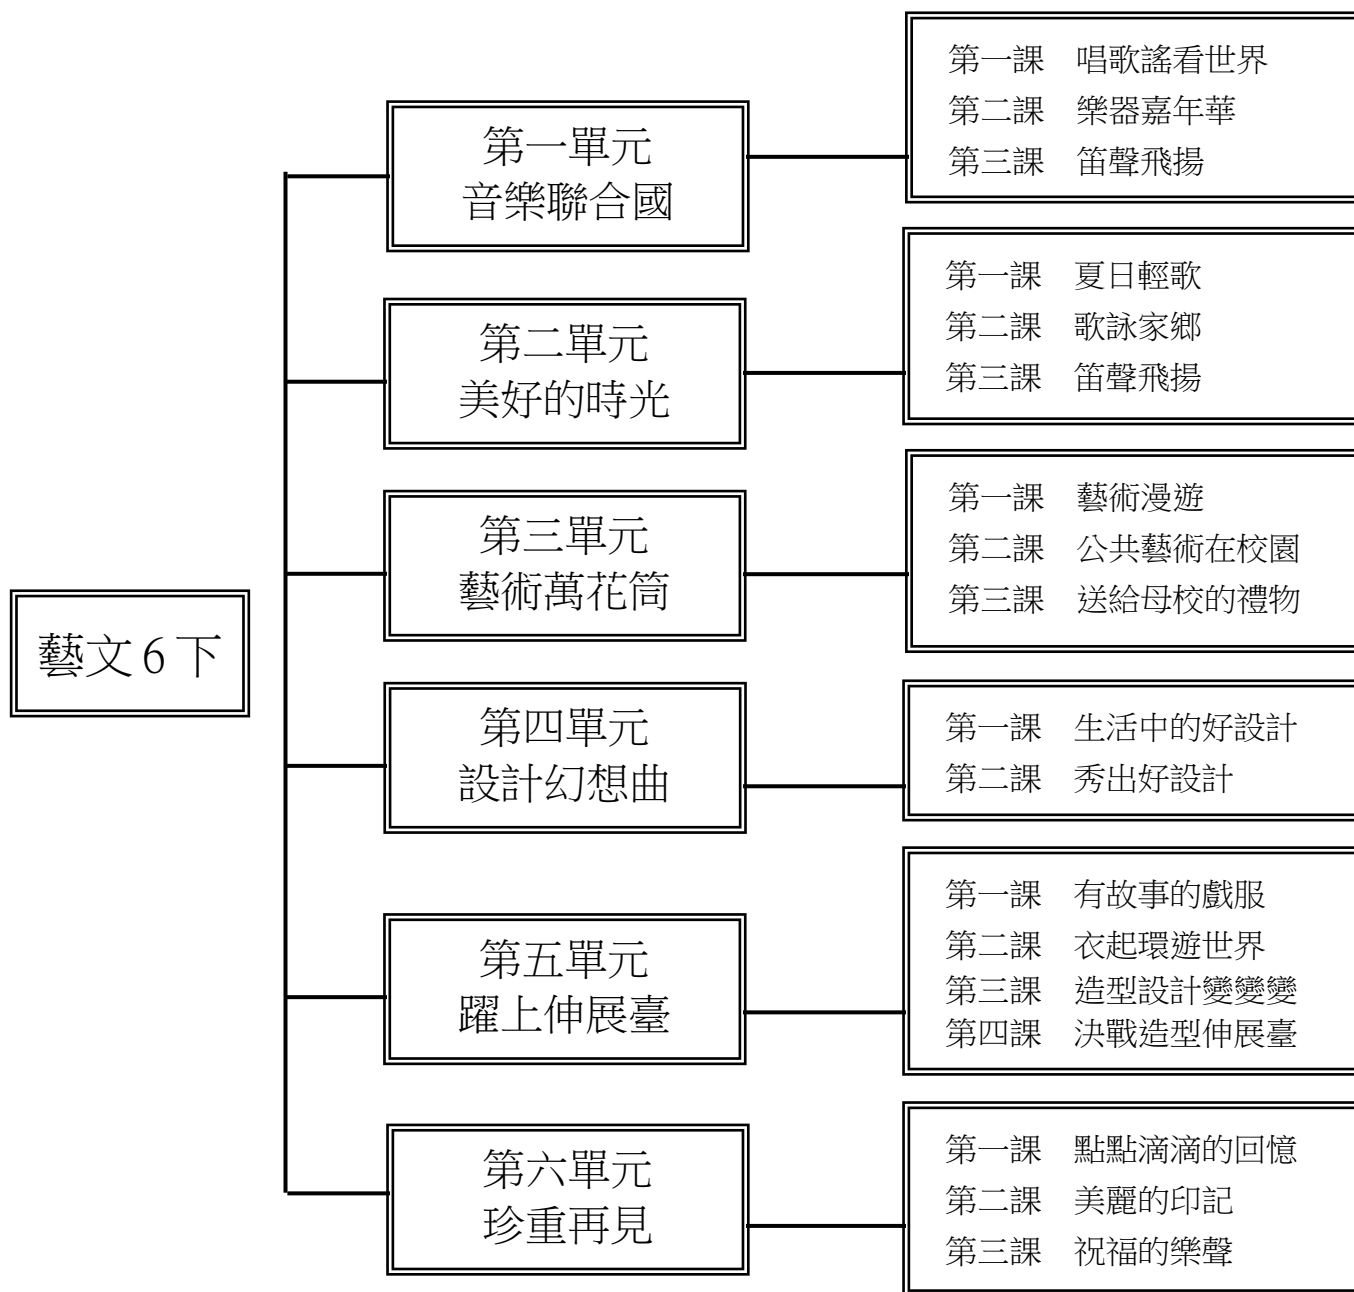 藝文6下
第一單元
音樂聯合國
第一課　唱歌謠看世界
第二課　樂器嘉年華
第三課　笛聲飛揚
第二單元
美好的時光
第一課　夏日輕歌
第二課　歌詠家鄉
第三課　笛聲飛揚
第三單元
藝術萬花筒
第一課　藝術漫遊
第二課　公共藝術在校園
第三課　送給母校的禮物
第四單元
設計幻想曲
第一課　生活中的好設計
第二課　秀出好設計
第五單元
躍上伸展臺
第一課　有故事的戲服
第二課　衣起環遊世界
第三課　造型設計變變變
第四課　決戰造型伸展臺
第六單元
珍重再見
第一課　點點滴滴的回憶
第二課　美麗的印記
第三課　祝福的樂聲